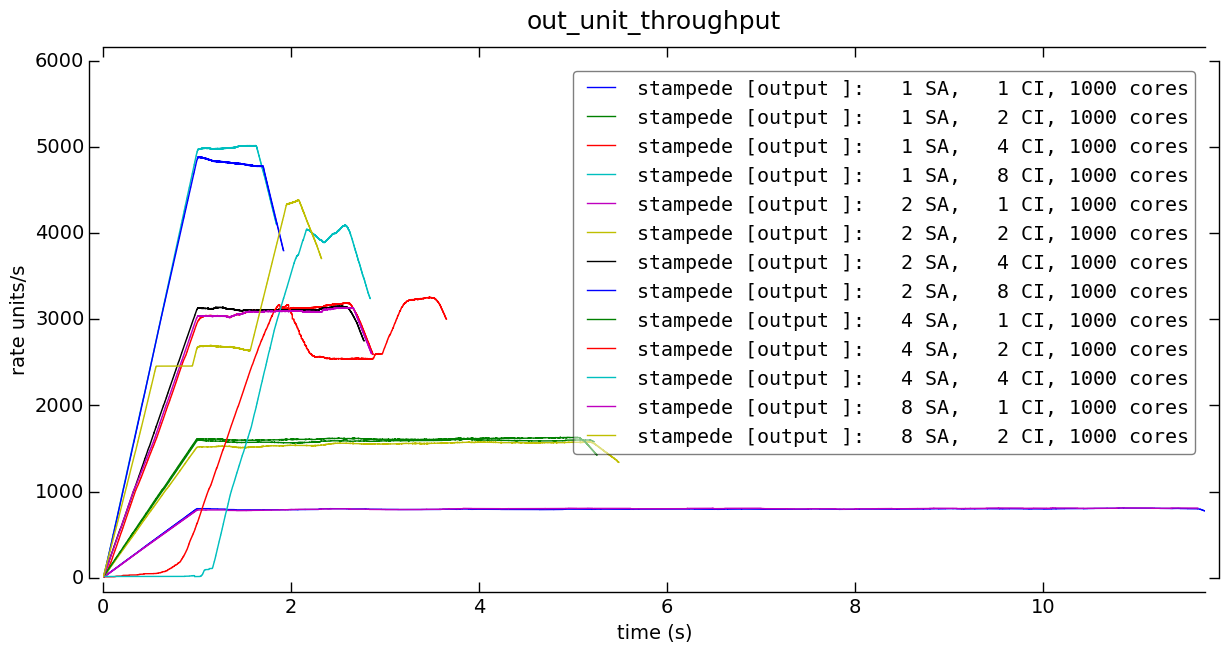 out_unit_throughput
6000
5000
4000
3000
2000
1000
0
rate units/s
stampede [output ]:   1 SA,   1 CI, 1000 cores
stampede [output ]:   1 SA,   2 CI, 1000 cores
stampede [output ]:   1 SA,   4 CI, 1000 cores
stampede [output ]:   1 SA,   8 CI, 1000 cores
stampede [output ]:   2 SA,   1 CI, 1000 cores
stampede [output ]:   2 SA,   2 CI, 1000 cores
stampede [output ]:   2 SA,   4 CI, 1000 cores
stampede [output ]:   2 SA,   8 CI, 1000 cores
stampede [output ]:   4 SA,   1 CI, 1000 cores
stampede [output ]:   4 SA,   2 CI, 1000 cores
stampede [output ]:   4 SA,   4 CI, 1000 cores
stampede [output ]:   8 SA,   1 CI, 1000 cores
stampede [output ]:   8 SA,   2 CI, 1000 cores
0 2 4 6 8 10
time (s)